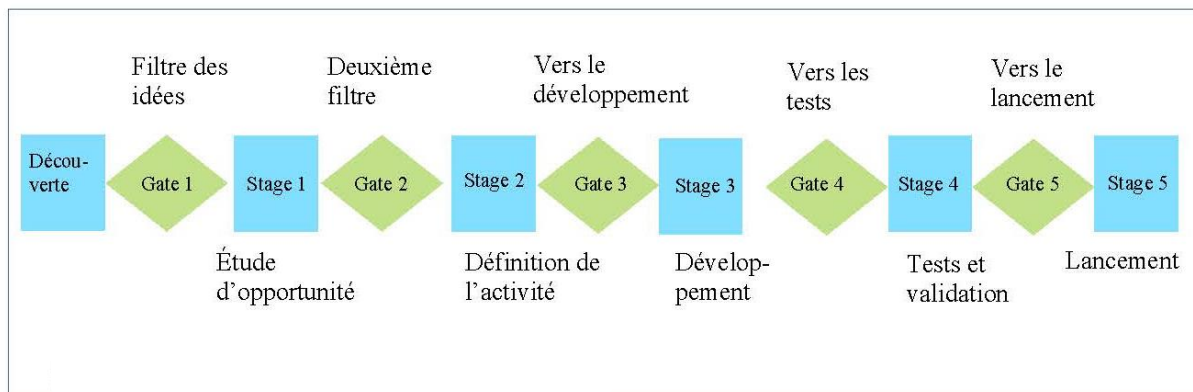 Filtre des
idées
Deuxième
filtre
Vers le
développement
Vers les
tests
Vers le
lancement
Décou-
verte
Gate 1
Stage 1
Gate 2
Stage 2
Gate 3
Stage 3
Gate 4
Stage 4
Gate 5
Stage 5
Étude
d’opportunité
Définition de
l’activité
Dévelop-
pement
Tests et
validation
Lancement